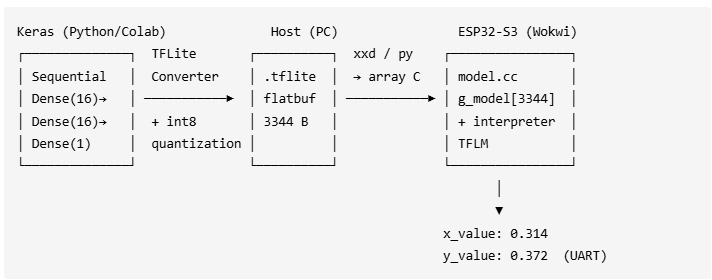 Keras (Python/Colab) Host (PC) ESP32-S3 (Wokwi)
TFLite xxd / py
Sequential Converter .tflite → array C model.cc
Dense(16)→ flatbuf g_model[3344]
Dense(16)→ + int8 3344 B + interpreter
Dense(1) quantization TFLM
x_value: 0.314
y_value: 0.372 (UART)